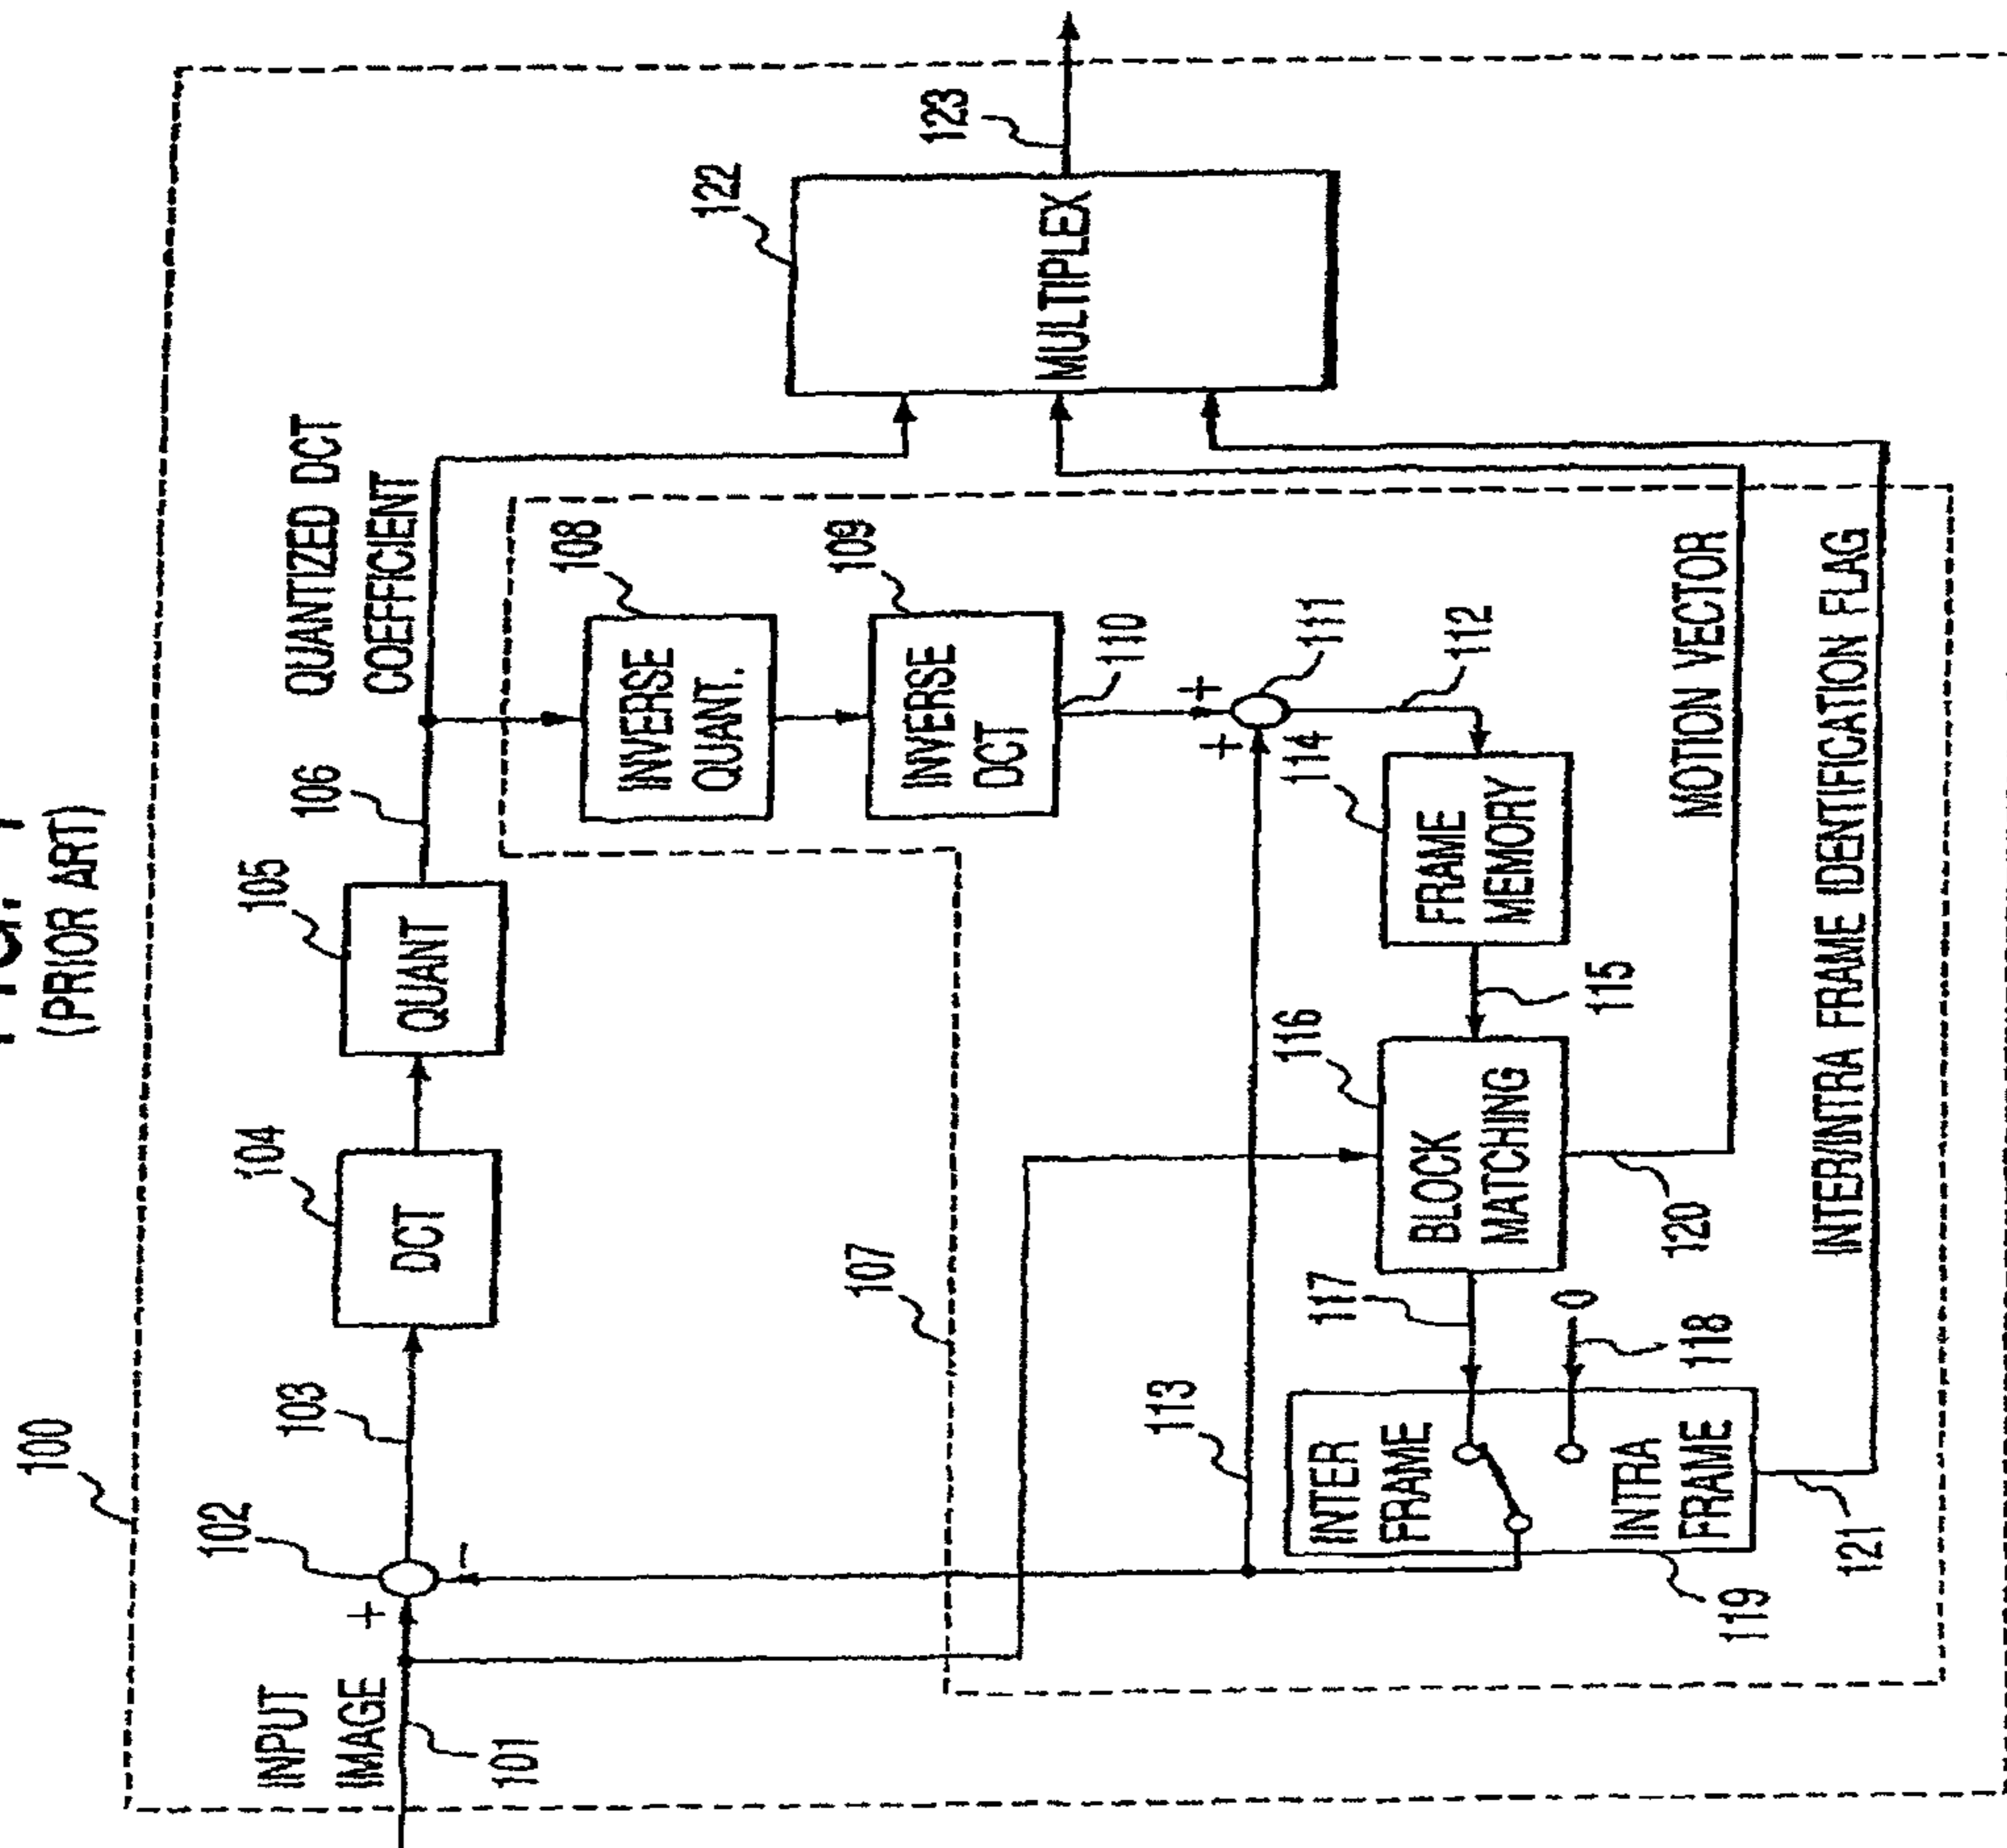 (PRIOR ART)
100
INPUT
IMAGE
101
102
+
-
103
104
DCT
105
QUANT
106
QUANTIZED DCT
COEFFICIENT
107
108
INVERSE
QUANT.
109
INVERSE
DCT
110
+
+
111
112
113
114
FRAME
MEMORY
115
116
BLOCK
MATCHING
117
0
118
INTER
FRAME
INTRA
FRAME
119
120
MOTION VECTOR
121
INTER/INTRA FRAME IDENTIFICATION FLAG
122
MULTIPLEX
123